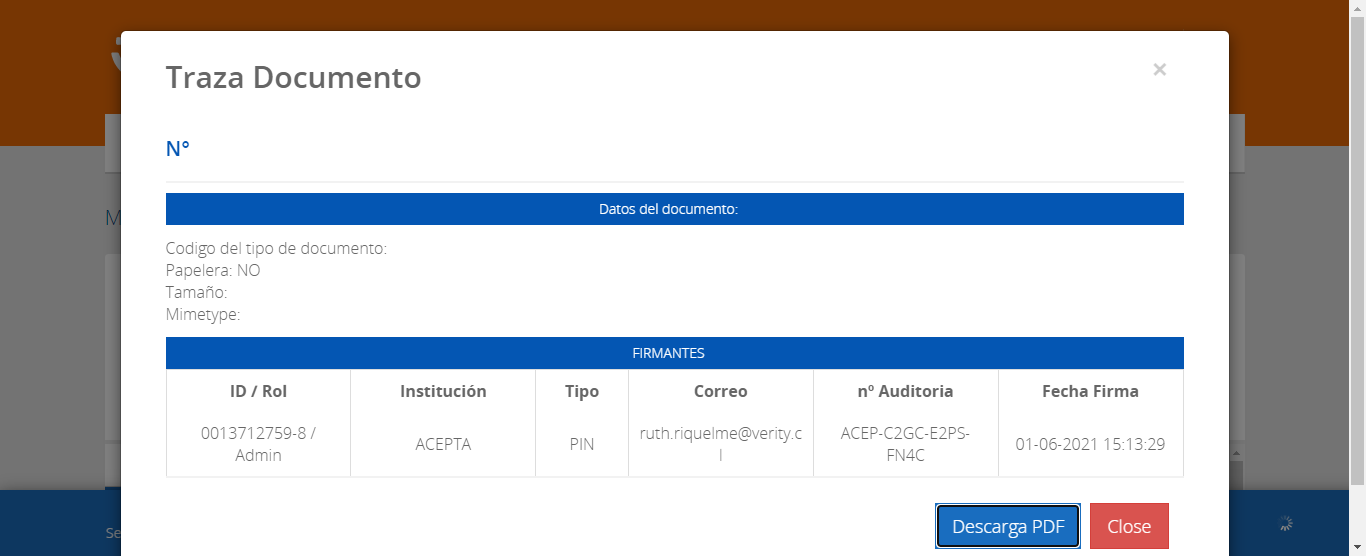 Traza Documento
×
N°
Datos del documento:
Codigo del tipo de documento:
Papelera: NO
Tamaño:
Mimetype:
FIRMANTES
ID / Rol Institución Tipo Correo nº Auditoria Fecha Firma
0013712759-8 / ruth.riquelme@verity.c ACEP-C2GC-E2PS-
ACEPTA PIN 01-06-2021 15:13:29
Admin l FN4C
Descarga PDF Close
M
Se